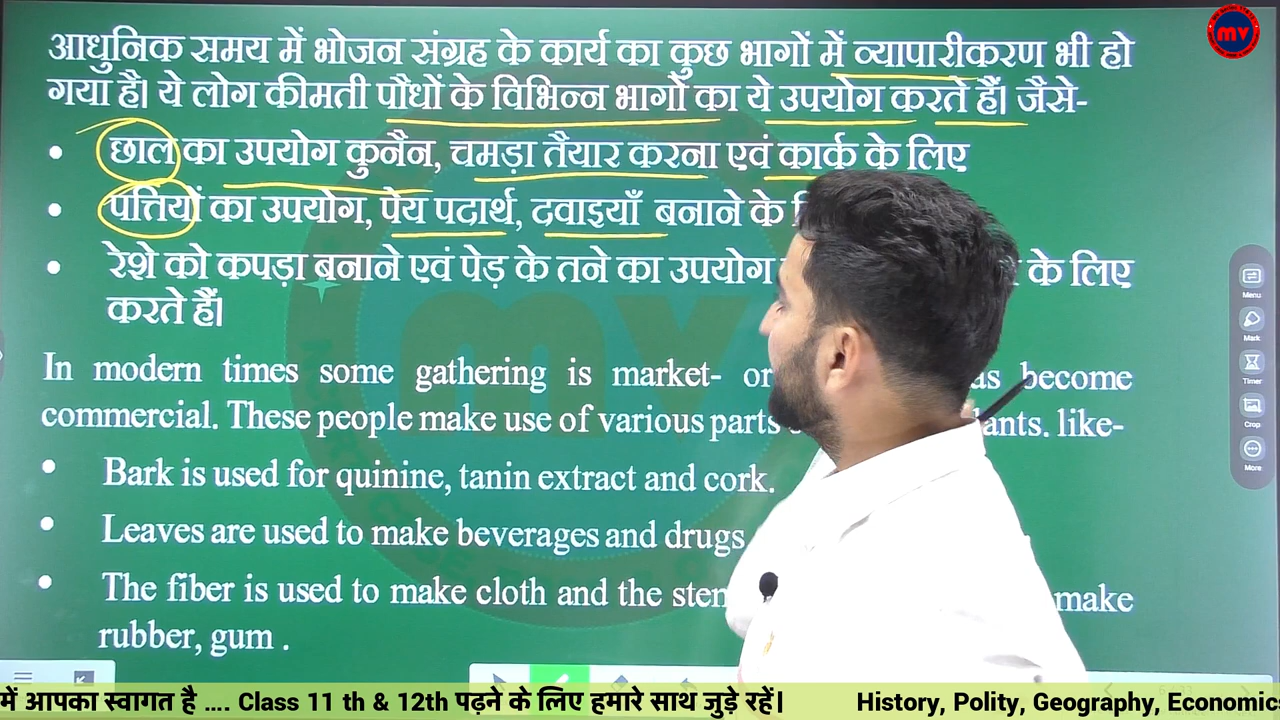 आधुनिक समय में भोजन संग्रह के कार्य का कुछ भागों में व्यापारीकरण भी हो
गया है। ये लोग कीमती पौधों के विभिन्न भागों का ये उपयोग करते हैं। जैसे-
• छाल का उपयोग कुनैन, चमड़ा तैयार करना एवं कार्क के लिए
• पत्तियों का उपयोग, पेय पदार्थ, दवाइयाँ बनाने के
• रेशे को कपड़ा बनाने एवं पेड़ के तने का उपयोग के लिए
करते हैं।
In modern times some gathering is market- become
commercial. These people make use of various parts like-
• Bark is used for quinine, tanin extract and cork.
• Leaves are used to make beverages and drugs
• The fiber is used to make cloth and the make
rubber, gum .
mv
Menu
Mark
Timer
Crop
More
में आपका स्वागत है .... Class 11 th & 12th पढ़ने के लिए हमारे साथ जुड़े रहें। History, Polity, Geography, Economic